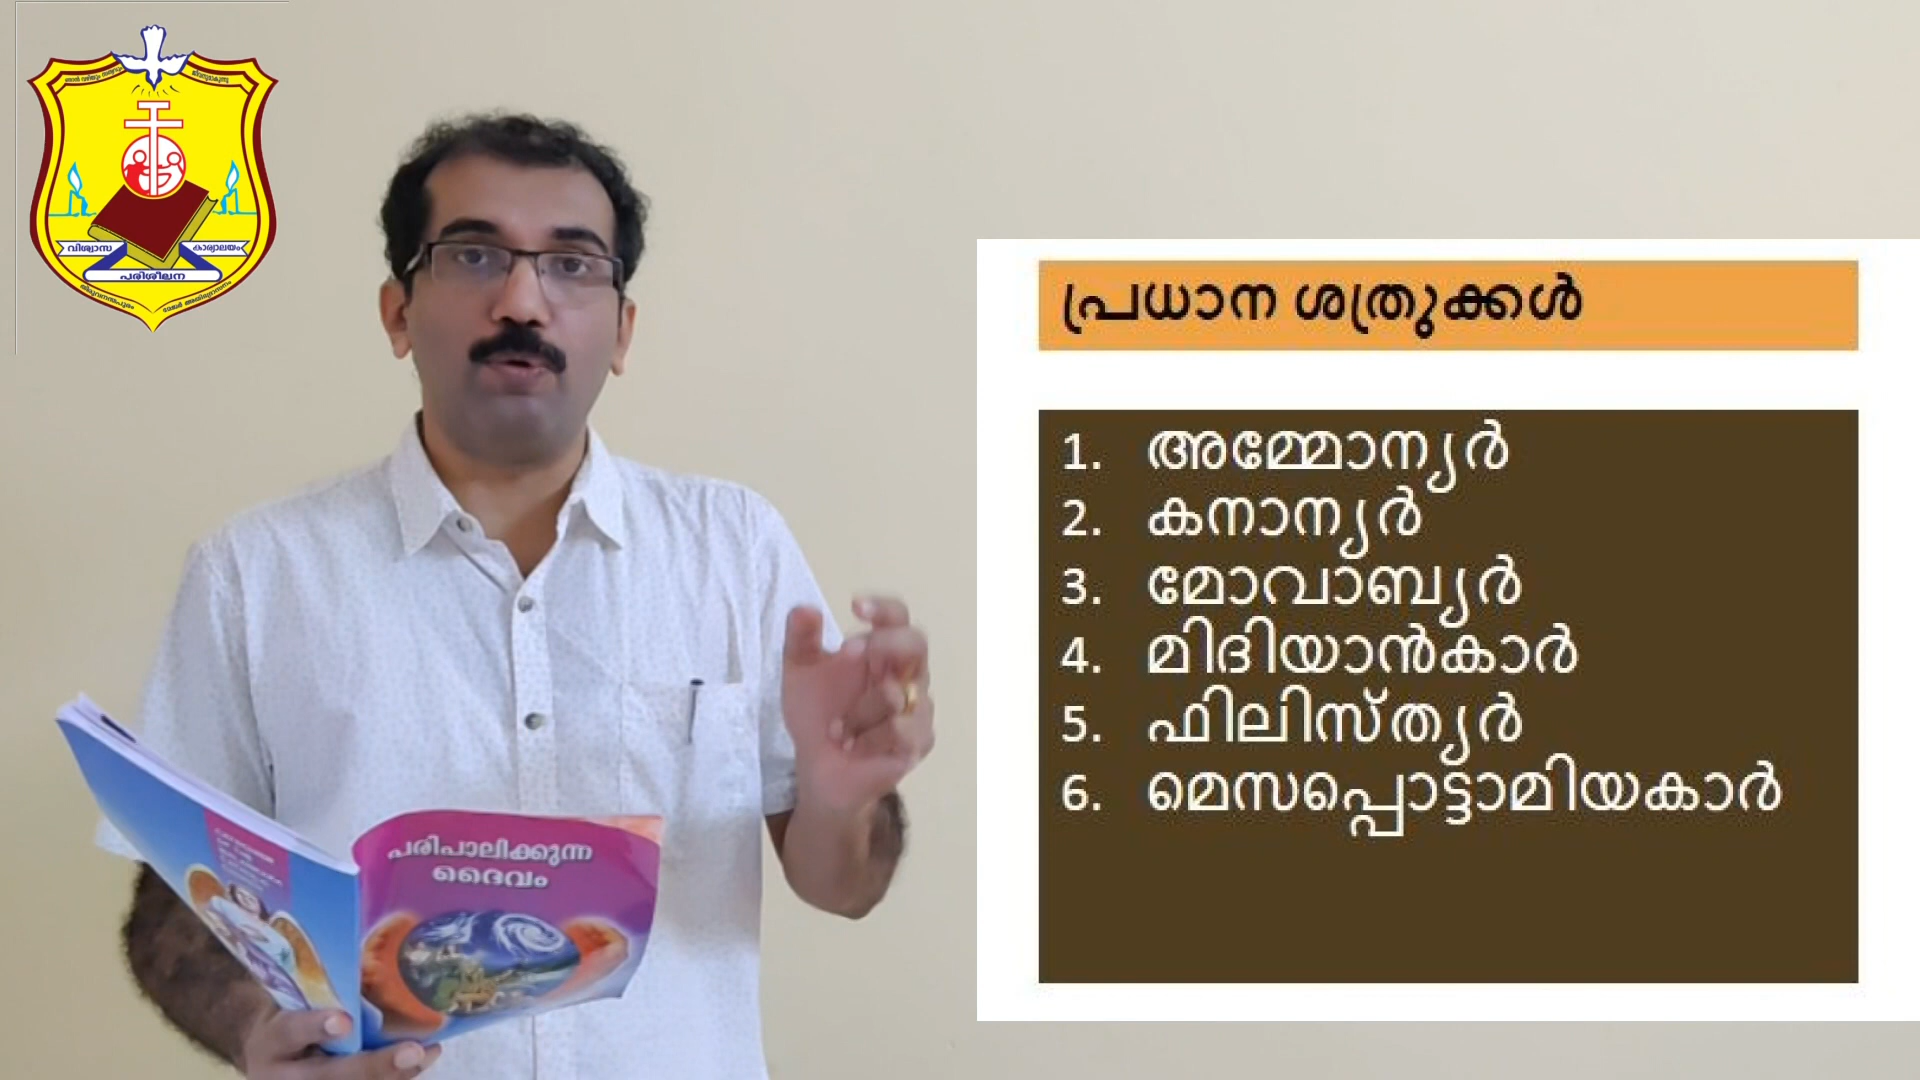 വിശ്വാസ
കാര്യാലയം
പരിശീലന
പ്രധാന ശത്രുക്കൾ
1. അമ്മോന്യർ
2. കനാന്യർ
3. മോവാബ്യർ
4. മിദിയാൻകാർ
5. ഫിലിസ്ത്യർ
6. മെസപ്പൊട്ടാമിയകാർ
പരിപാലിക്കുന്ന
ദൈവം